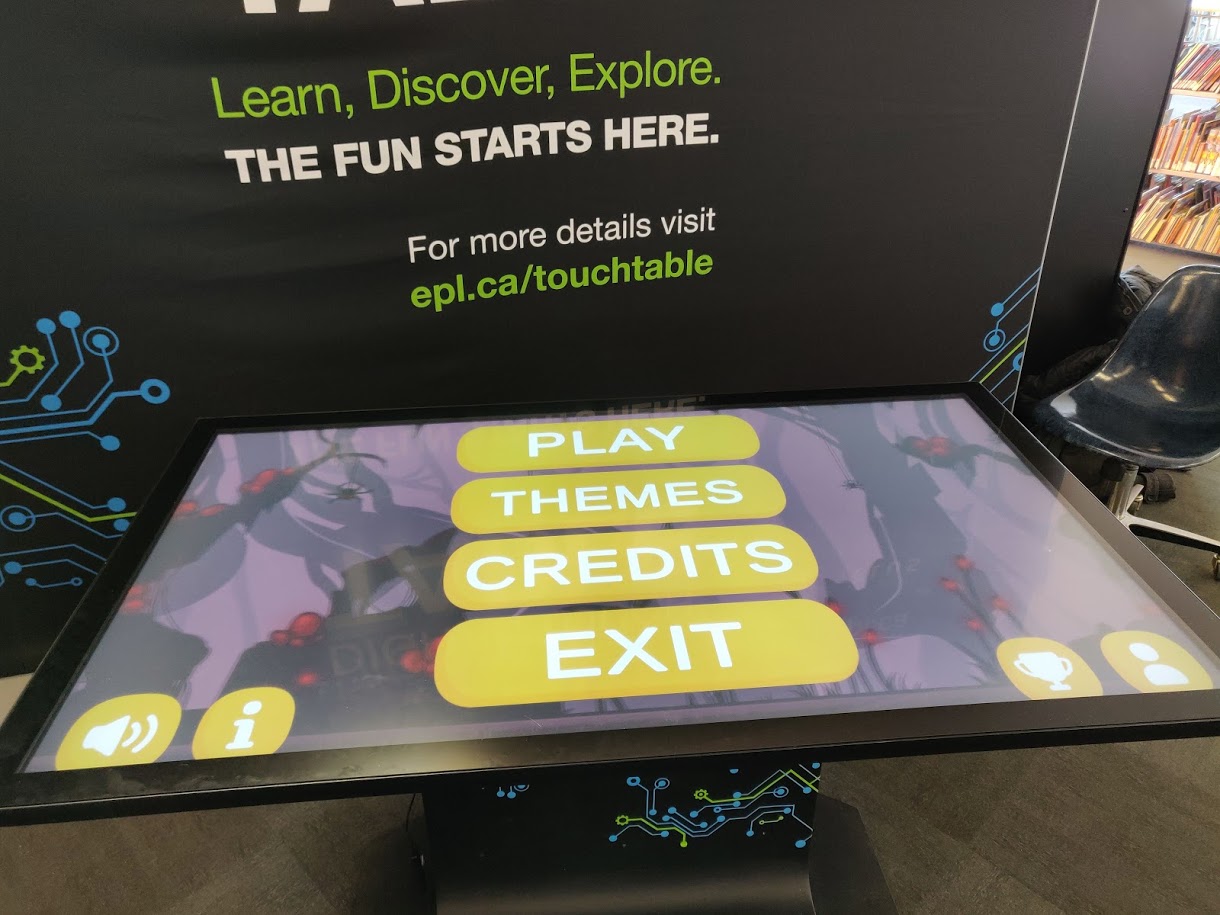 Learn, Discover, Explore.
THE FUN STARTS HERE.
For more details visit
epl.ca/touchtable
PLAY
THEMES
CREDITS
EXIT
i